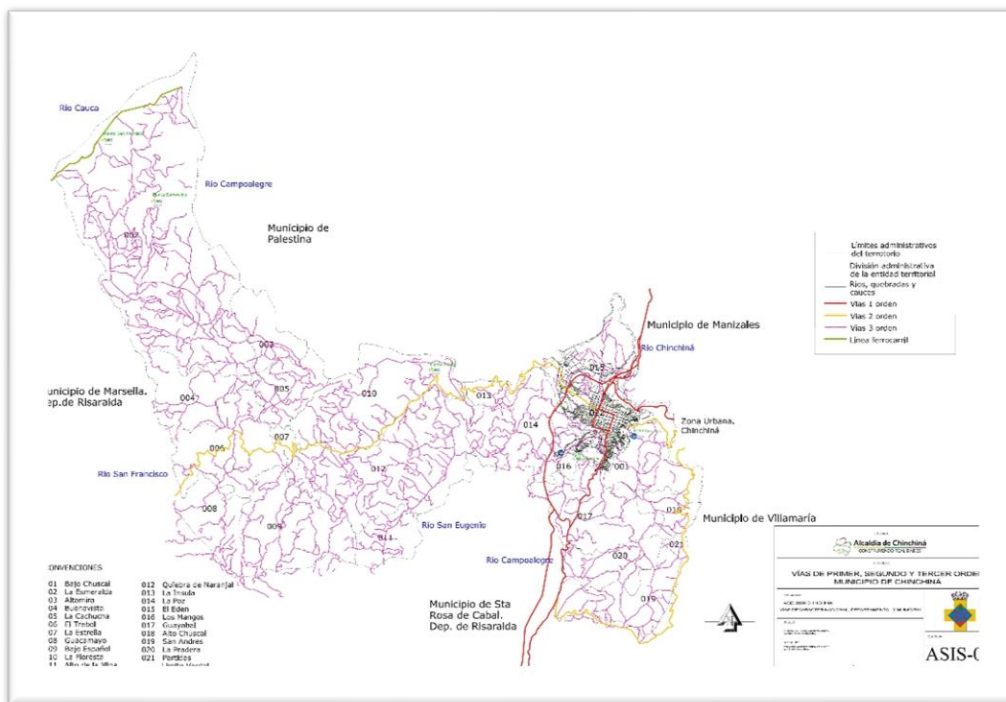 Río Cauca
Río Campoalegre
Municipio de
Palestina
002
Límites administrativos
del territorio
División administrativa
de la entidad territorial
Ríos, quebradas y
cauces
Vías 1 orden
Vías 2 orden
Vías 3 orden
Línea ferrocarril
Municipio de Manizales
Río Chinchiná
003
015
005
010
013
004
unicipio de Marsella.
ep.de Risaralda
014
Zona Urbana.
Chinchiná
006
007
012
016
001
Río San Francisco
008
009
Río San Eugenio
017
018
Municipio de Villamaría
011
021
020
Río Campoalegre
019
Municipio de Sta
Rosa de Cabal.
Dep. de Risaralda
ONVENCIONES
01 Bajo Chuscal
02 La Esmeralda
03 Altomiro
04 Buenavista
05 La Cachucha
06 El Trebol
07 La Estrella
08 Guacamayo
09 Bajo Español
10 La Floresta
012 Quiebra de Naranjal
013 La Insula
014 La Paz
015 El Eden
016 Los Mangos
017 Guayabal
018 Alto Chuscal
019 San Andres
020 La Pradera
021 Partidas
Alcaldía de Chinchiná
VÍAS DE PRIMER, SEGUNDO Y TERCER ORDE
MUNICIPIO DE CHINCHINÁ
ASIS-0